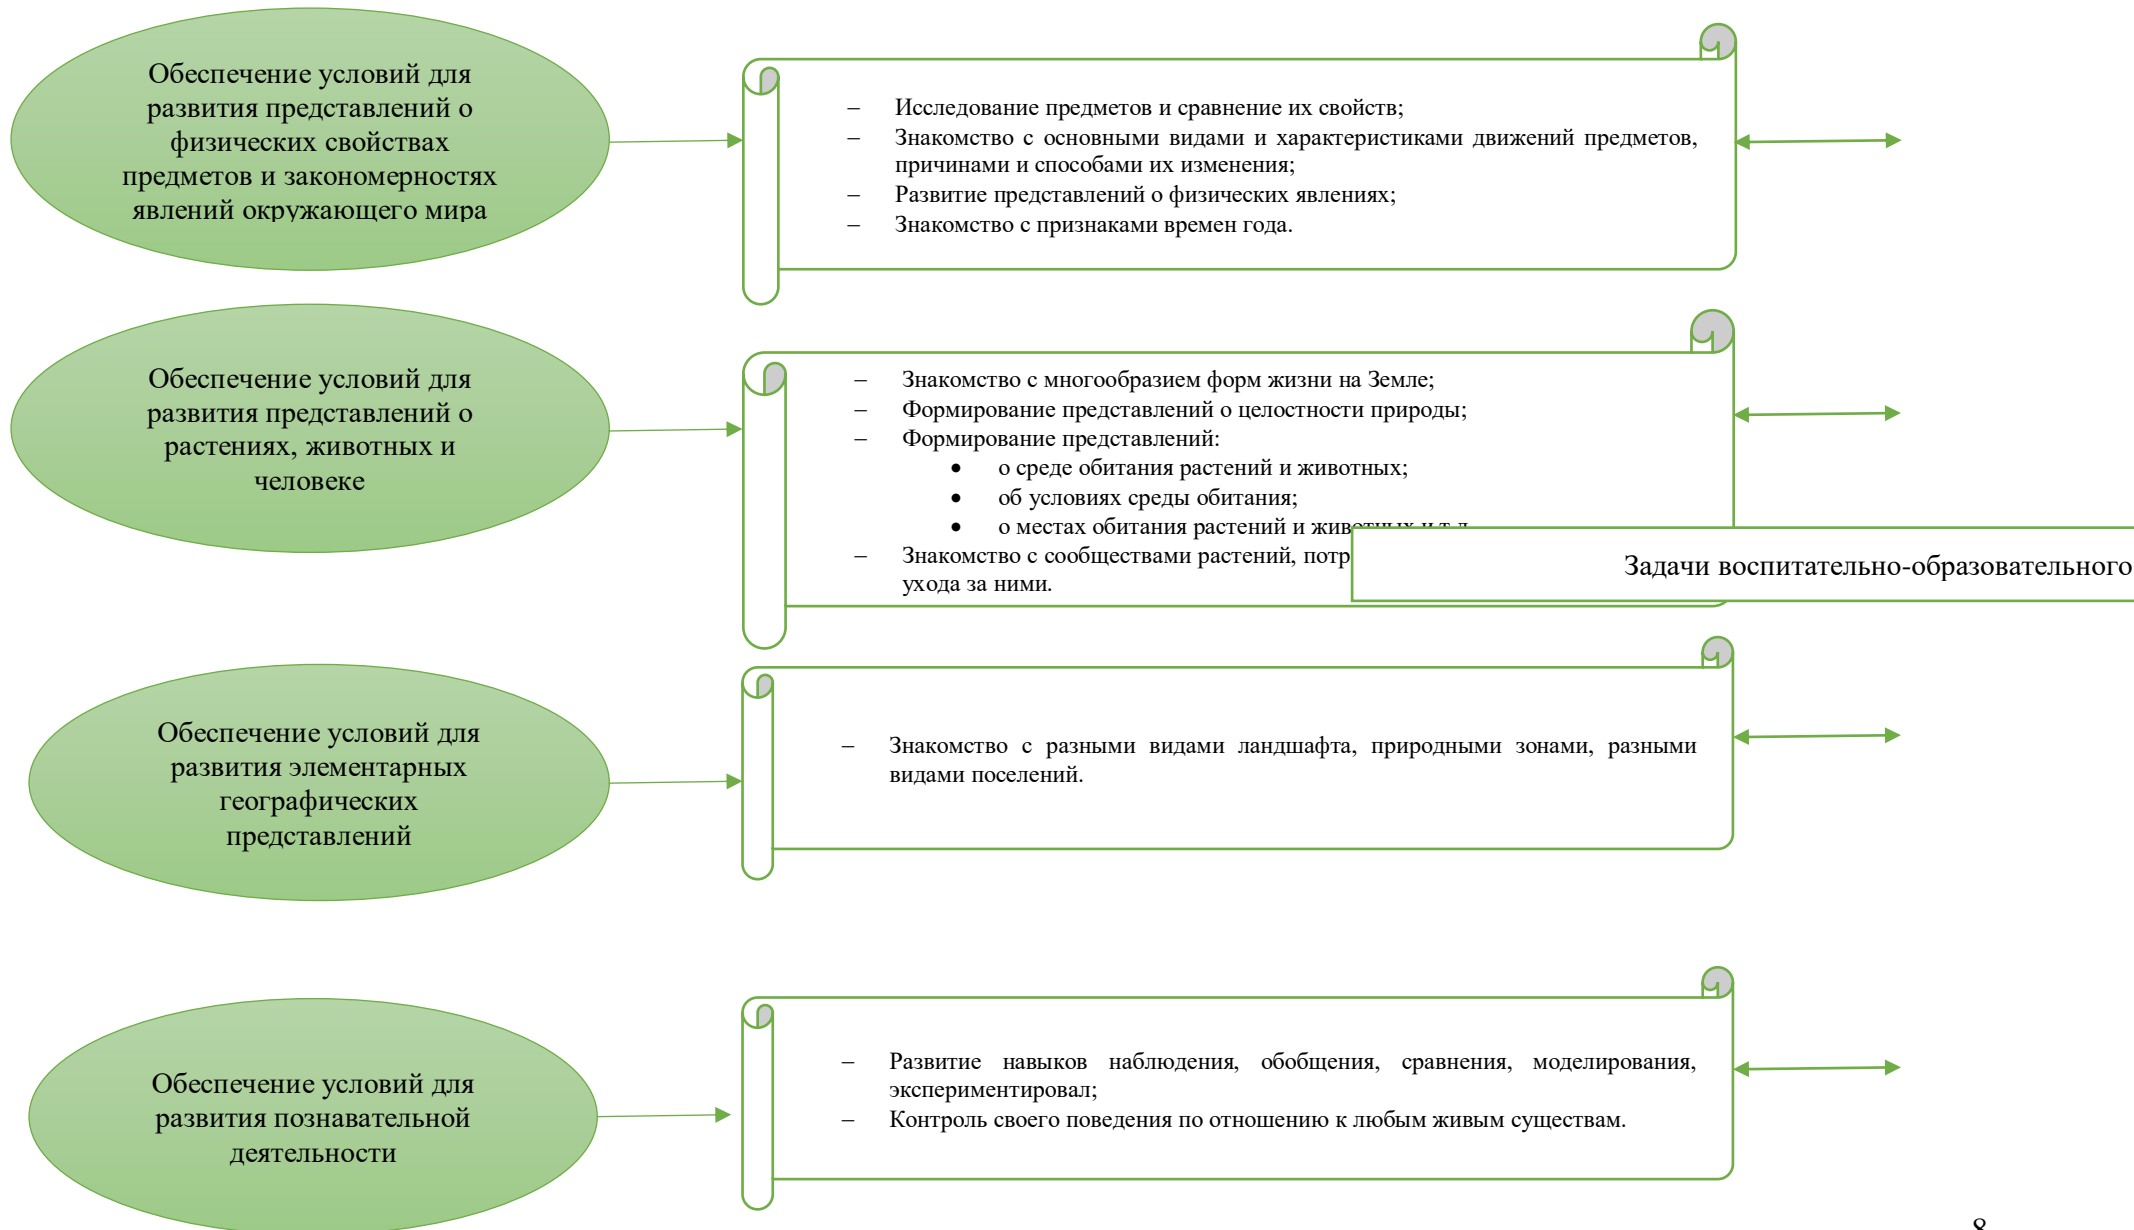 Обеспечение условий для
развития представлений о
физических свойствах
предметов и закономерностях
явлений окружающего мира
– Исследование предметов и сравнение их свойств;
– Знакомство с основными видами и характеристиками движений предметов,
причинами и способами их изменения;
– Развитие представлений о физических явлениях;
– Знакомство с признаками времен года.
Обеспечение условий для
развития представлений о
растениях, животных и
человеке
– Знакомство с многообразием форм жизни на Земле;
– Формирование представлений о целостности природы;
– Формирование представлений:
• о среде обитания растений и животных;
• об условиях среды обитания;
• о местах обитания растений и животных и т.д.
– Знакомство с сообществами растений, потр
ухода за ними.
Задачи воспитательно-образовательного
Обеспечение условий для
развития элементарных
географических
представлений
– Знакомство с разными видами ландшафта, природными зонами, разными
видами поселений.
Обеспечение условий для
развития познавательной
деятельности
– Развитие навыков наблюдения, обобщения, сравнения, моделирования,
экспериментировал;
– Контроль своего поведения по отношению к любым живым существам.
8